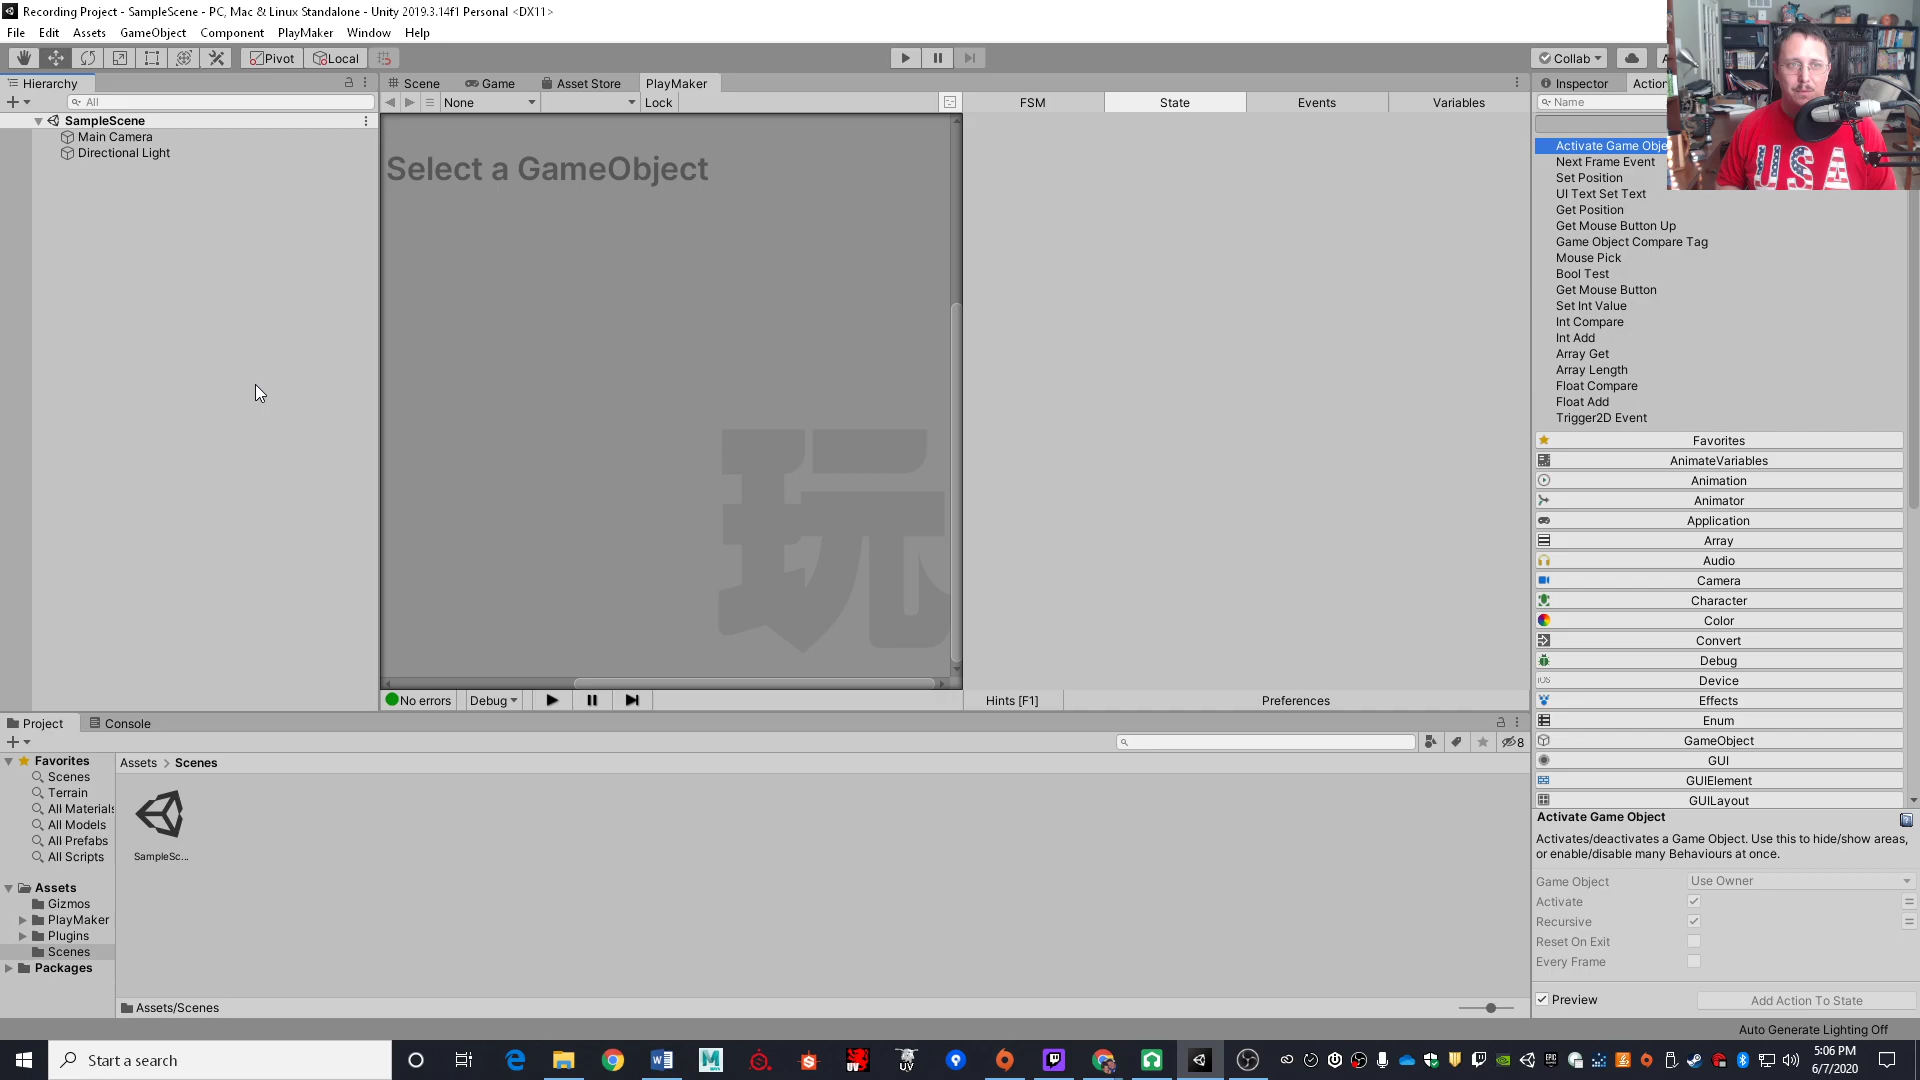 Recording Project - SampleScene - PC, Mac & Linux Standalone - Unity 2019.3.14f1 Personal <DX11>
File Edit Assets GameObject Component PlayMaker Window Help
Pivot Local Collab
Hierarchy Scene Game Asset Store PlayMaker Inspector Action
All None Lock FSM State Events Variables Name
SampleScene
Main Camera
Directional Light
Select a GameObject
玩
USA
Activate Game Obje
Next Frame Event
Set Position
UI Text Set Text
Get Position
Get Mouse Button Up
Game Object Compare Tag
Mouse Pick
Bool Test
Get Mouse Button
Set Int Value
Int Compare
Int Add
Array Get
Array Length
Float Compare
Float Add
Trigger2D Event
Favorites
AnimateVariables
Animation
Animator
Application
Array
Audio
Camera
Character
Color
Convert
Debug
iOS Device
Effects
Enum
GameObject
GUI
GUIElement
GUILayout
No errors Debug Hints [F1] Preferences
Project Console
8
Favorites
Scenes
Terrain
All Materials
All Models
All Prefabs
All Scripts
Assets
Gizmos
PlayMaker
Plugins
Scenes
Packages
Assets > Scenes
SampleSc...
Assets/Scenes
Activate Game Object
Activates/deactivates a Game Object. Use this to hide/show areas,
or enable/disable many Behaviours at once.
Game Object Use Owner
Activate
Recursive
Reset On Exit
Every Frame
Preview Add Action To State
Auto Generate Lighting Off
Start a search
5:06 PM
6/7/2020